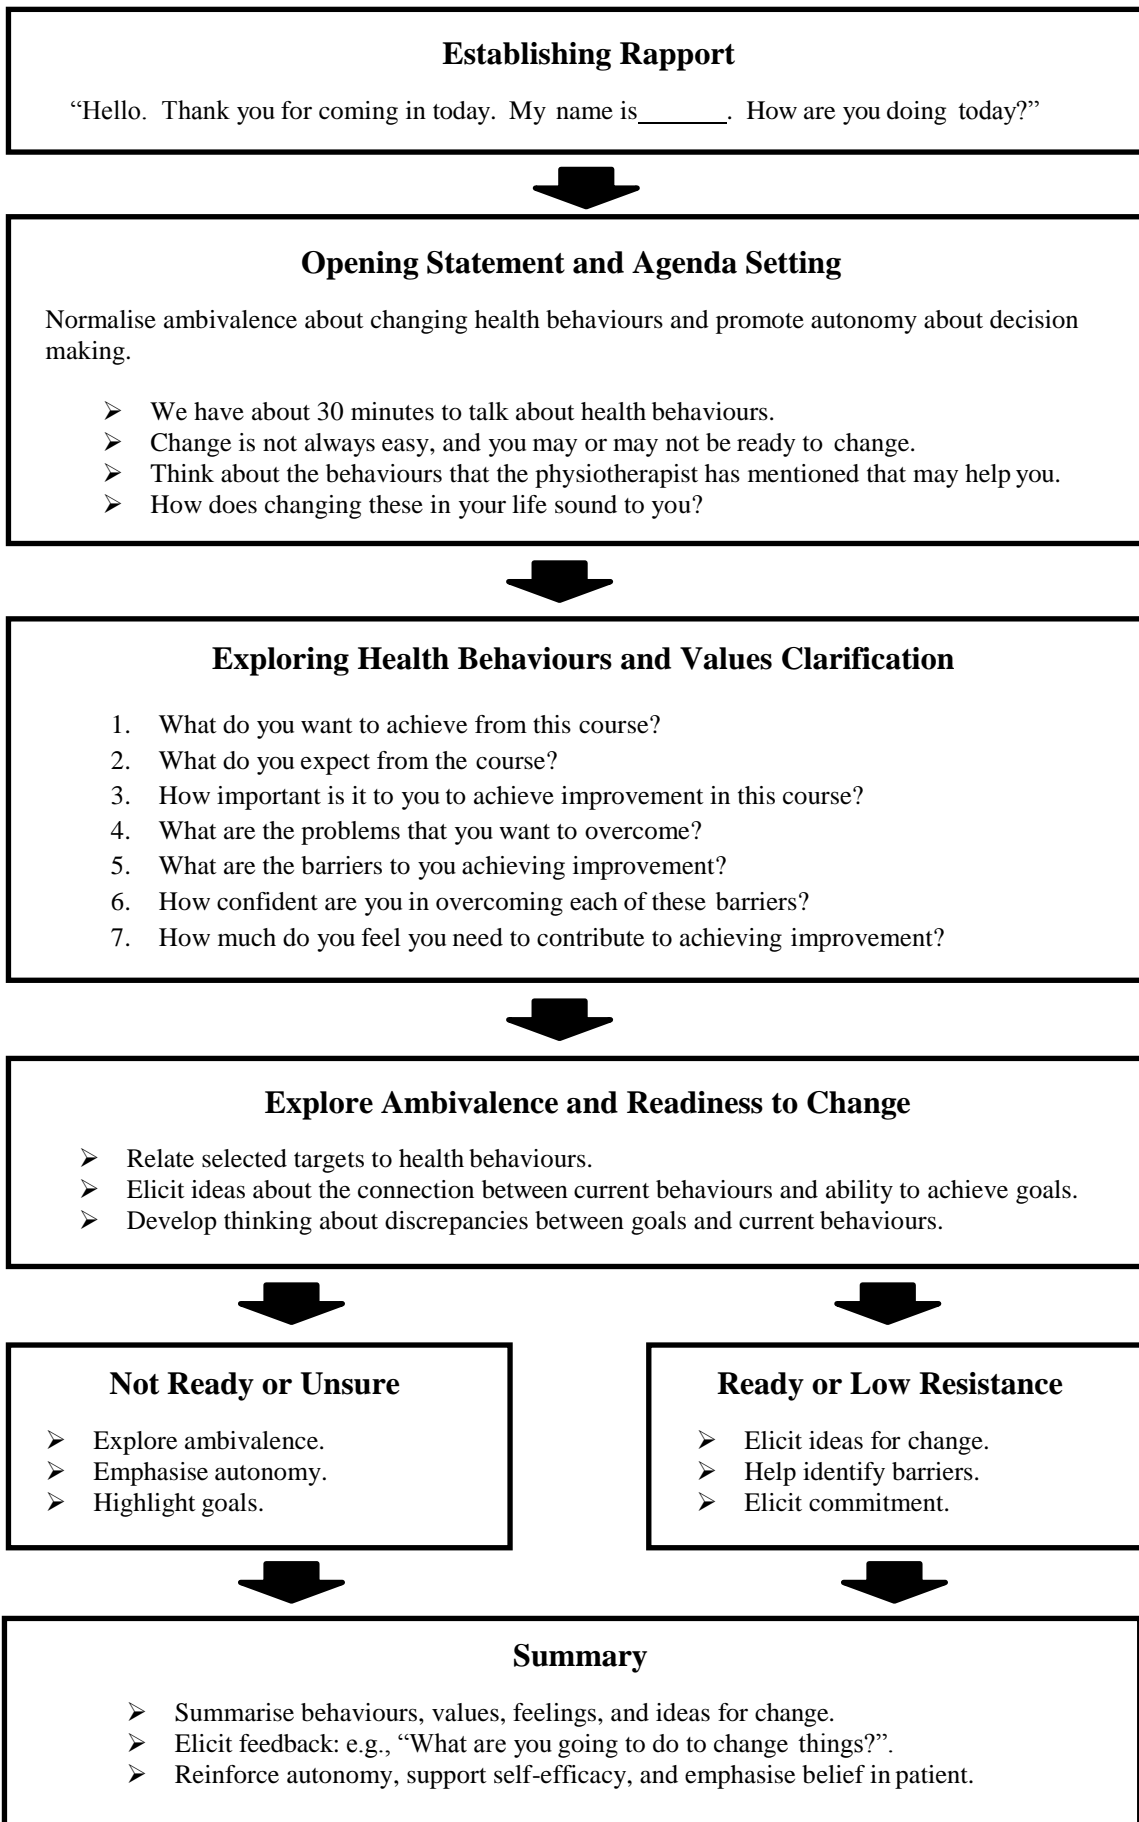 Establishing Rapport
“Hello. Thank you for coming in today. My name is_______. How are you doing today?”
Opening Statement and Agenda Setting
Normalise ambivalence about changing health behaviours and promote autonomy about decision
making.
➢ We have about 30 minutes to talk about health behaviours.
➢ Change is not always easy, and you may or may not be ready to change.
➢ Think about the behaviours that the physiotherapist has mentioned that may help you.
➢ How does changing these in your life sound to you?
Exploring Health Behaviours and Values Clarification
1. What do you want to achieve from this course?
2. What do you expect from the course?
3. How important is it to you to achieve improvement in this course?
4. What are the problems that you want to overcome?
5. What are the barriers to you achieving improvement?
6. How confident are you in overcoming each of these barriers?
7. How much do you feel you need to contribute to achieving improvement?
Explore Ambivalence and Readiness to Change
➢ Relate selected targets to health behaviours.
➢ Elicit ideas about the connection between current behaviours and ability to achieve goals.
➢ Develop thinking about discrepancies between goals and current behaviours.
Not Ready or Unsure
➢ Explore ambivalence.
➢ Emphasise autonomy.
➢ Highlight goals.
Ready or Low Resistance
➢ Elicit ideas for change.
➢ Help identify barriers.
➢ Elicit commitment.
Summary
➢ Summarise behaviours, values, feelings, and ideas for change.
➢ Elicit feedback: e.g., “What are you going to do to change things?”.
➢ Reinforce autonomy, support self-efficacy, and emphasise belief in patient.